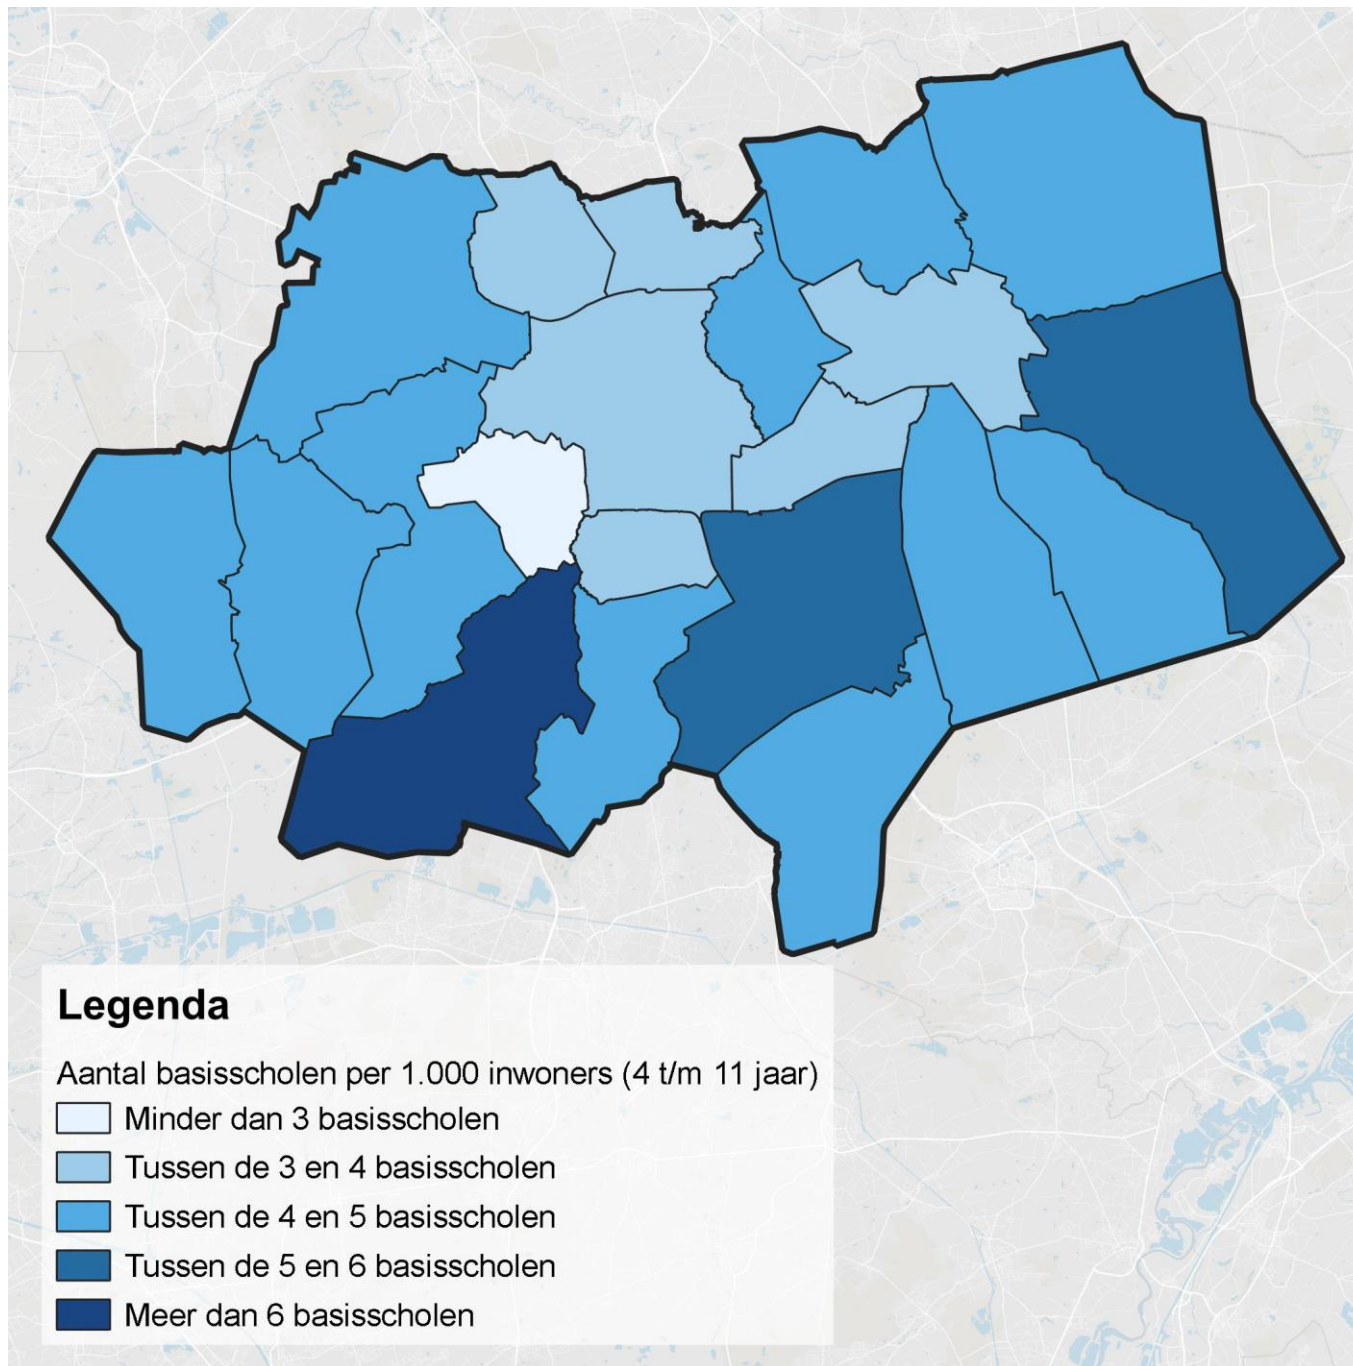 Legenda
Aantal basisscholen per 1.000 inwoners (4 t/m 11 jaar)
Minder dan 3 basisscholen
Tussen de 3 en 4 basisscholen
Tussen de 4 en 5 basisscholen
Tussen de 5 en 6 basisscholen
Meer dan 6 basisscholen